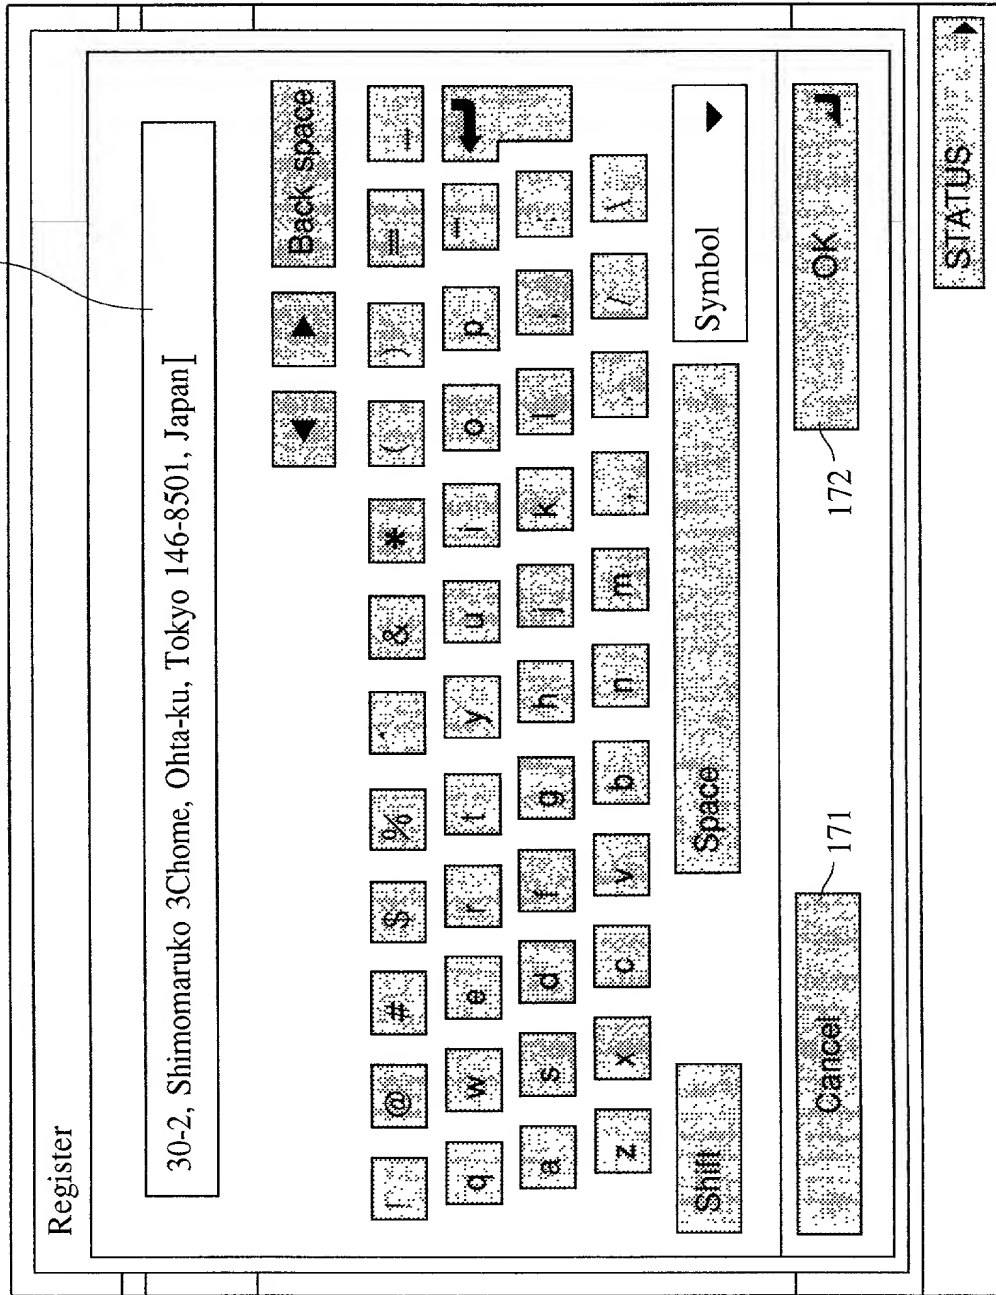 Register
30-2, Shimomaruko 3Chome, Ohta-ku, Tokyo 146-8501, Japan]
◀ ▶ Back space
@ # $ % & * ( ) =
q w e r t y u i o p
a s d f g h j k l ;
z x c v b n m , . / \
Shift Space Symbol ▼
Cancel 171 172 OK
STATUS